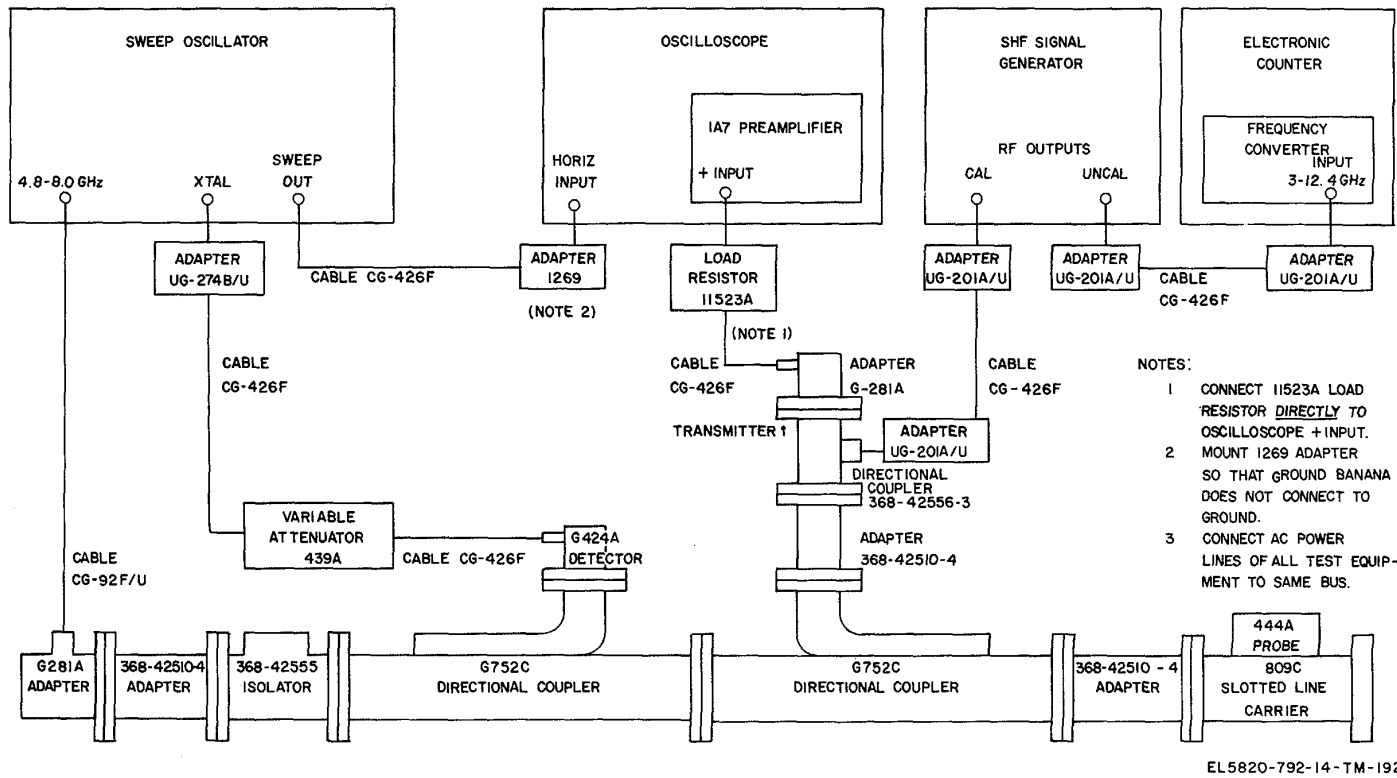 SWEEP OSCILLATOR
4.8-8.0 GHz
XTAL
SWEEP
OUT
OSCILLOSCOPE
1A7 PREAMPLIFIER
HORIZ
INPUT
+ INPUT
SHF SIGNAL
GENERATOR
RF OUTPUTS
CAL
UNCAL
ELECTRONIC
COUNTER
FREQUENCY
CONVERTER
INPUT
3-12.4 GHz
ADAPTER
UG-274B/U
CABLE CG-426F
ADAPTER
1269
(NOTE 2)
LOAD
RESISTOR
11523A
(NOTE 1)
ADAPTER
UG-201A/U
ADAPTER
UG-201A/U
CABLE
CG-426F
ADAPTER
UG-201A/U
CABLE
CG-426F
CABLE
CG-426F
ADAPTER
G-281A
CABLE
CG-426F
TRANSMITTER↑
ADAPTER
UG-201A/U
DIRECTIONAL
COUPLER
368-42556-3
ADAPTER
368-42510-4
NOTES:
1 CONNECT 11523A LOAD
RESISTOR DIRECTLY TO
OSCILLOSCOPE +INPUT.
2 MOUNT 1269 ADAPTER
SO THAT GROUND BANANA
DOES NOT CONNECT TO
GROUND.
3 CONNECT AC POWER
LINES OF ALL TEST EQUIP-
MENT TO SAME BUS.
CABLE
CG-92F/U
VARIABLE
ATTENUATOR
439A
CABLE CG-426F
G424A
DETECTOR
G281A
ADAPTER
368-42510-4
ADAPTER
368-42555
ISOLATOR
G752C
DIRECTIONAL COUPLER
G752C
DIRECTIONAL COUPLER
368-42510-4
ADAPTER
444A
PROBE
809C
SLOTTED LINE
CARRIER
EL5820-792-14-TM-192